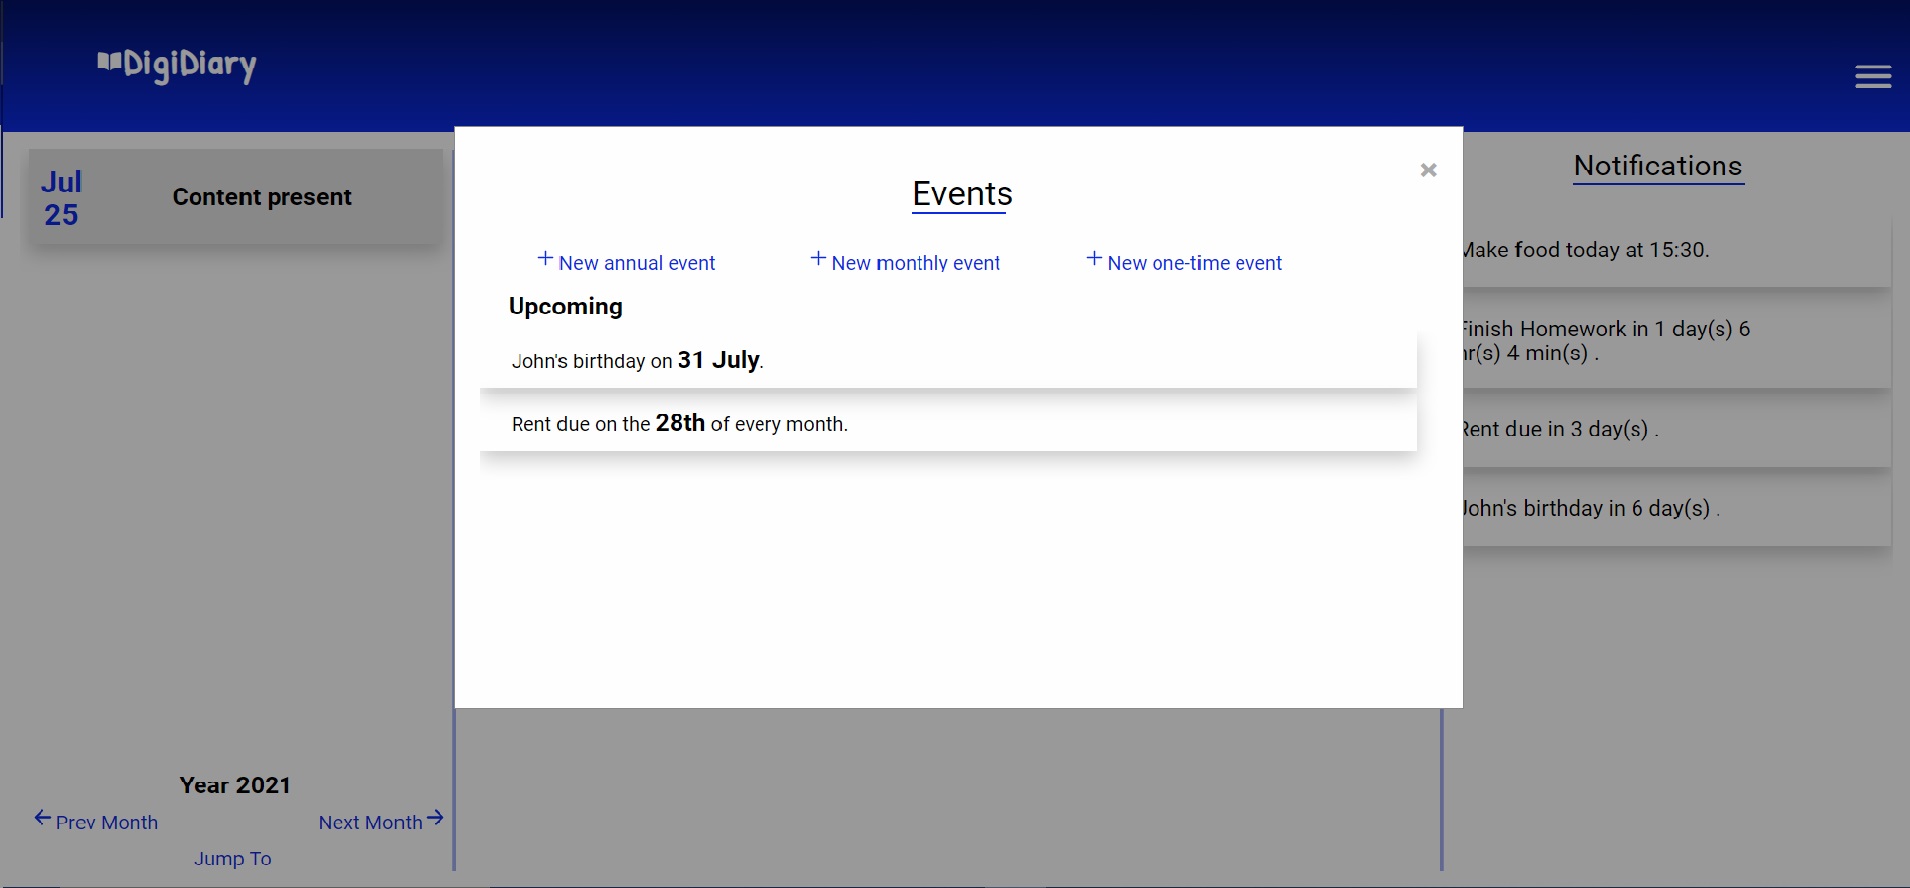 DigiDiary
Jul
25
Content present
Year 2021
Prev Month
Next Month
Jump To
Events
New annual event
New monthly event
New one-time event
Upcoming
John's birthday on 31 July.
Rent due on the 28th of every month.
Notifications
Make food today at 15:30.
Finish Homework in 1 day(s) 6
hr(s) 4 min(s) .
Rent due in 3 day(s) .
John's birthday in 6 day(s) .